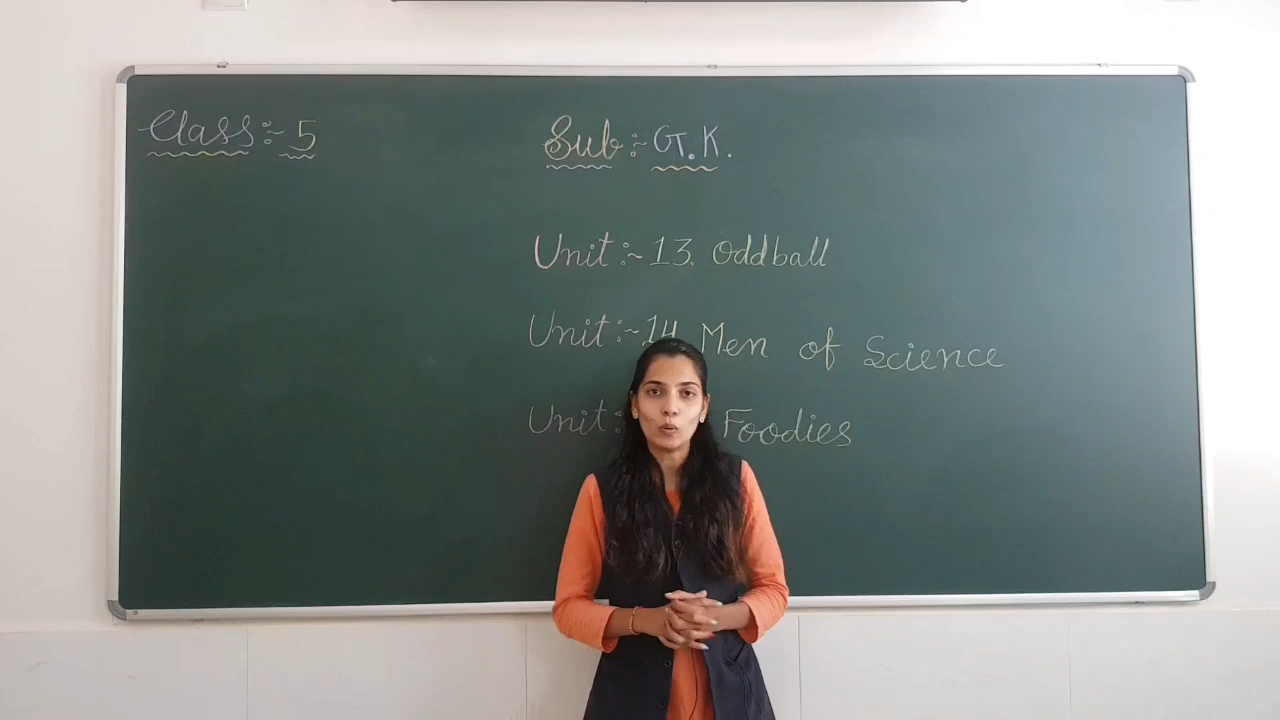 Class :~ 5
Sub :~ G.K.
Unit :~ 13. Oddball
Unit :~ 14 Men of Science
Unit : Foodies